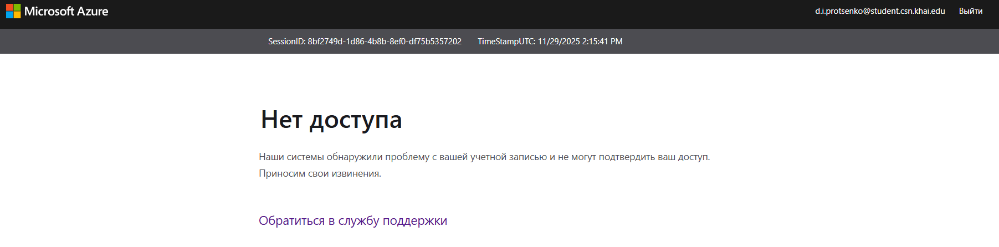 Microsoft Azure
d.i.protsenko@student.csn.khai.edu Выйти
SessionID: 8bf2749d-1d86-4b8b-8ef0-df75b5357202 TimeStampUTC: 11/29/2025 2:15:41 PM
Нет доступа
Наши системы обнаружили проблему с вашей учетной записью и не могут подтвердить ваш доступ.
Приносим свои извинения.
Обратиться в службу поддержки